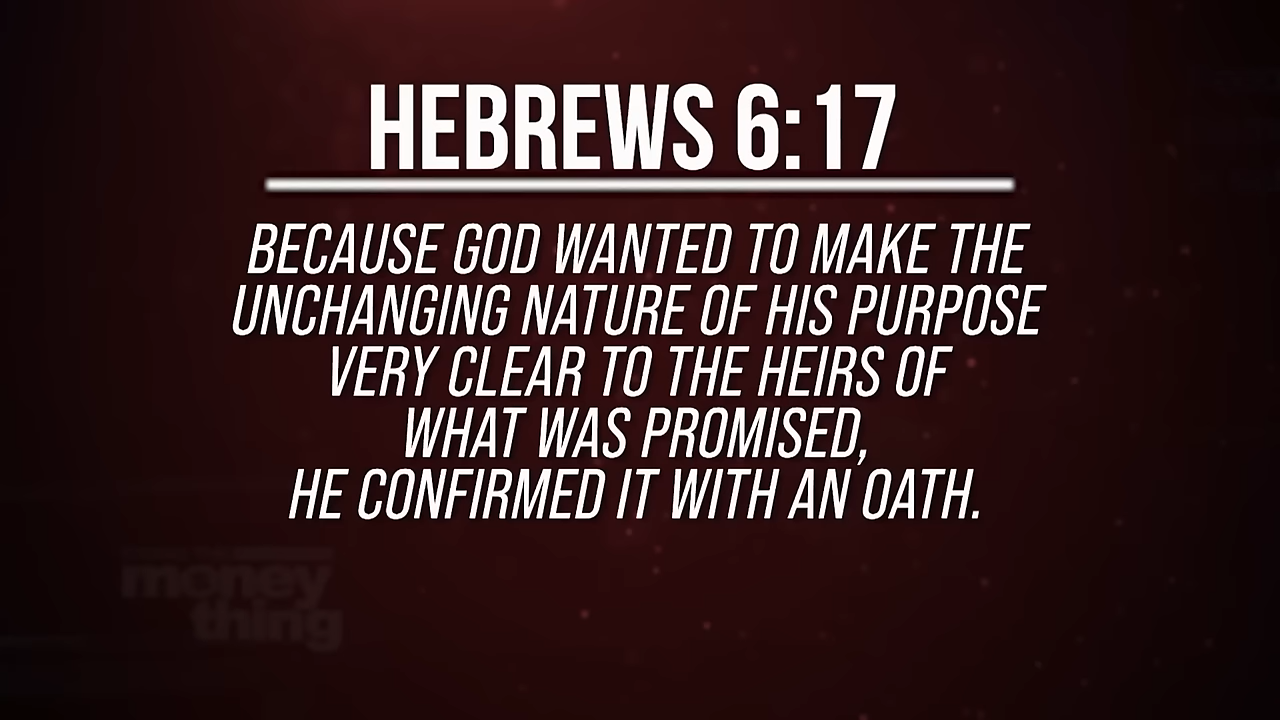 HEBREWS 6:17
BECAUSE GOD WANTED TO MAKE THE
UNCHANGING NATURE OF HIS PURPOSE
VERY CLEAR TO THE HEIRS OF
WHAT WAS PROMISED,
HE CONFIRMED IT WITH AN OATH.
money
thing